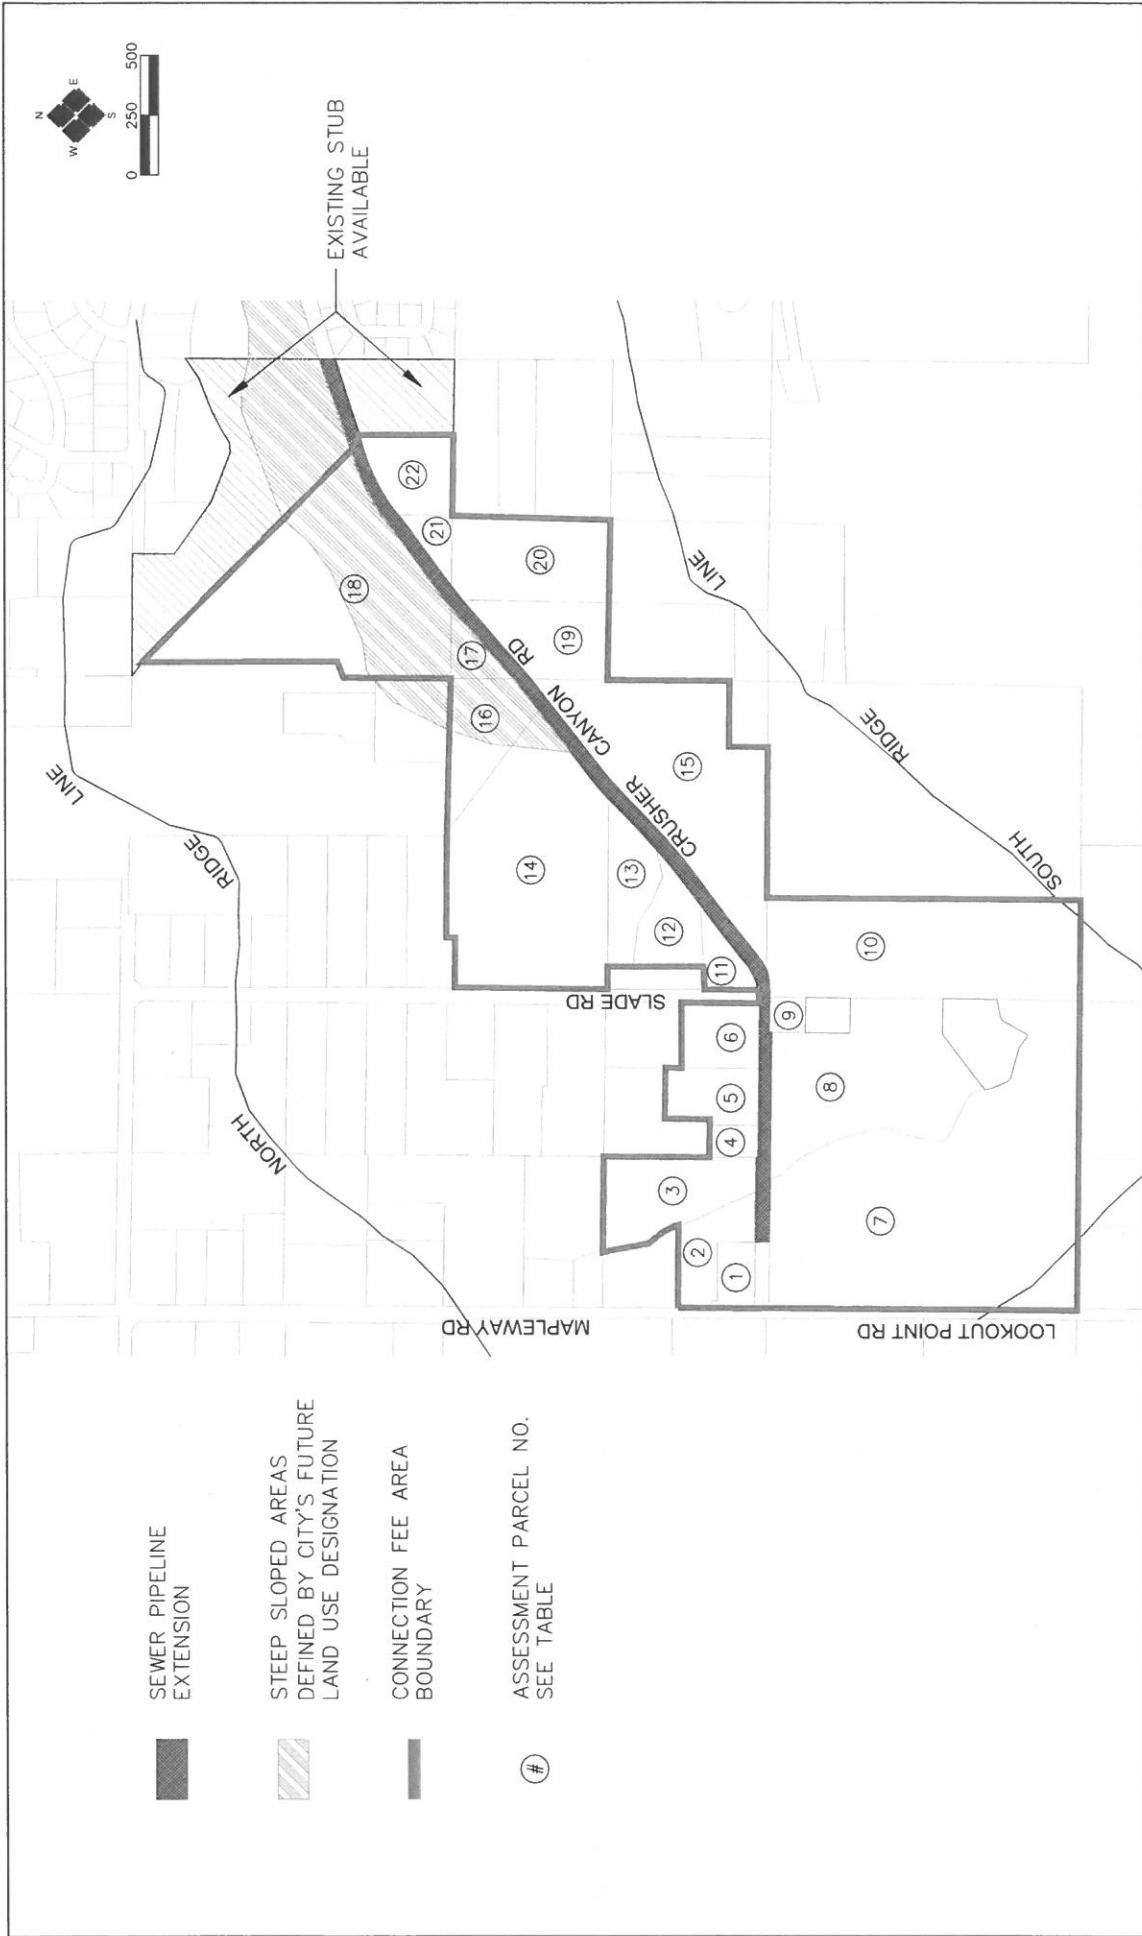 N
W
E
S
0
250
500
EXISTING STUB
AVAILABLE
LINE
RIDGE
NORTH
LINE
RIDGE
SOUTH
CRUSHER
CANYON
RD
SLADE RD
MAPLEWAY RD
LOOKOUT POINT RD
1
2
3
4
5
6
7
8
9
10
11
12
13
14
15
16
17
18
19
20
21
22
SEWER PIPELINE
EXTENSION
STEEP SLOPED AREAS
DEFINED BY CITY'S FUTURE
LAND USE DESIGNATION
CONNECTION FEE AREA
BOUNDARY
#
ASSESSMENT PARCEL NO.
SEE TABLE